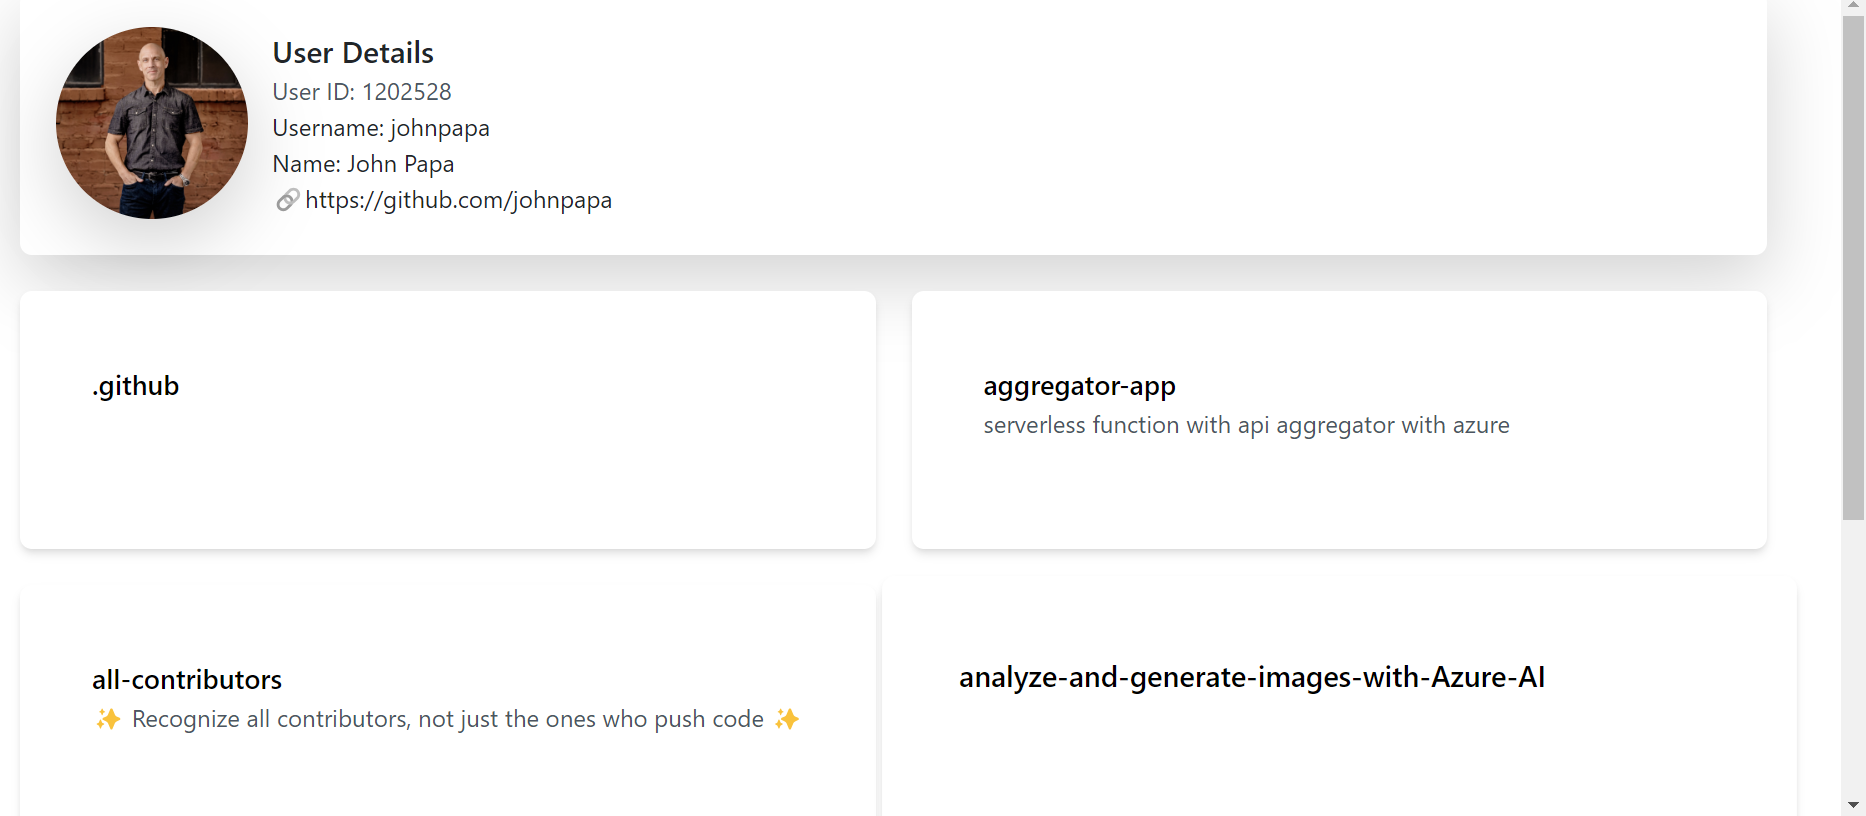 User Details
User ID: 1202528
Username: johnpapa
Name: John Papa
🔗 https://github.com/johnpapa
.github
aggregator-app
serverless function with api aggregator with azure
all-contributors
✨ Recognize all contributors, not just the ones who push code ✨
analyze-and-generate-images-with-Azure-AI